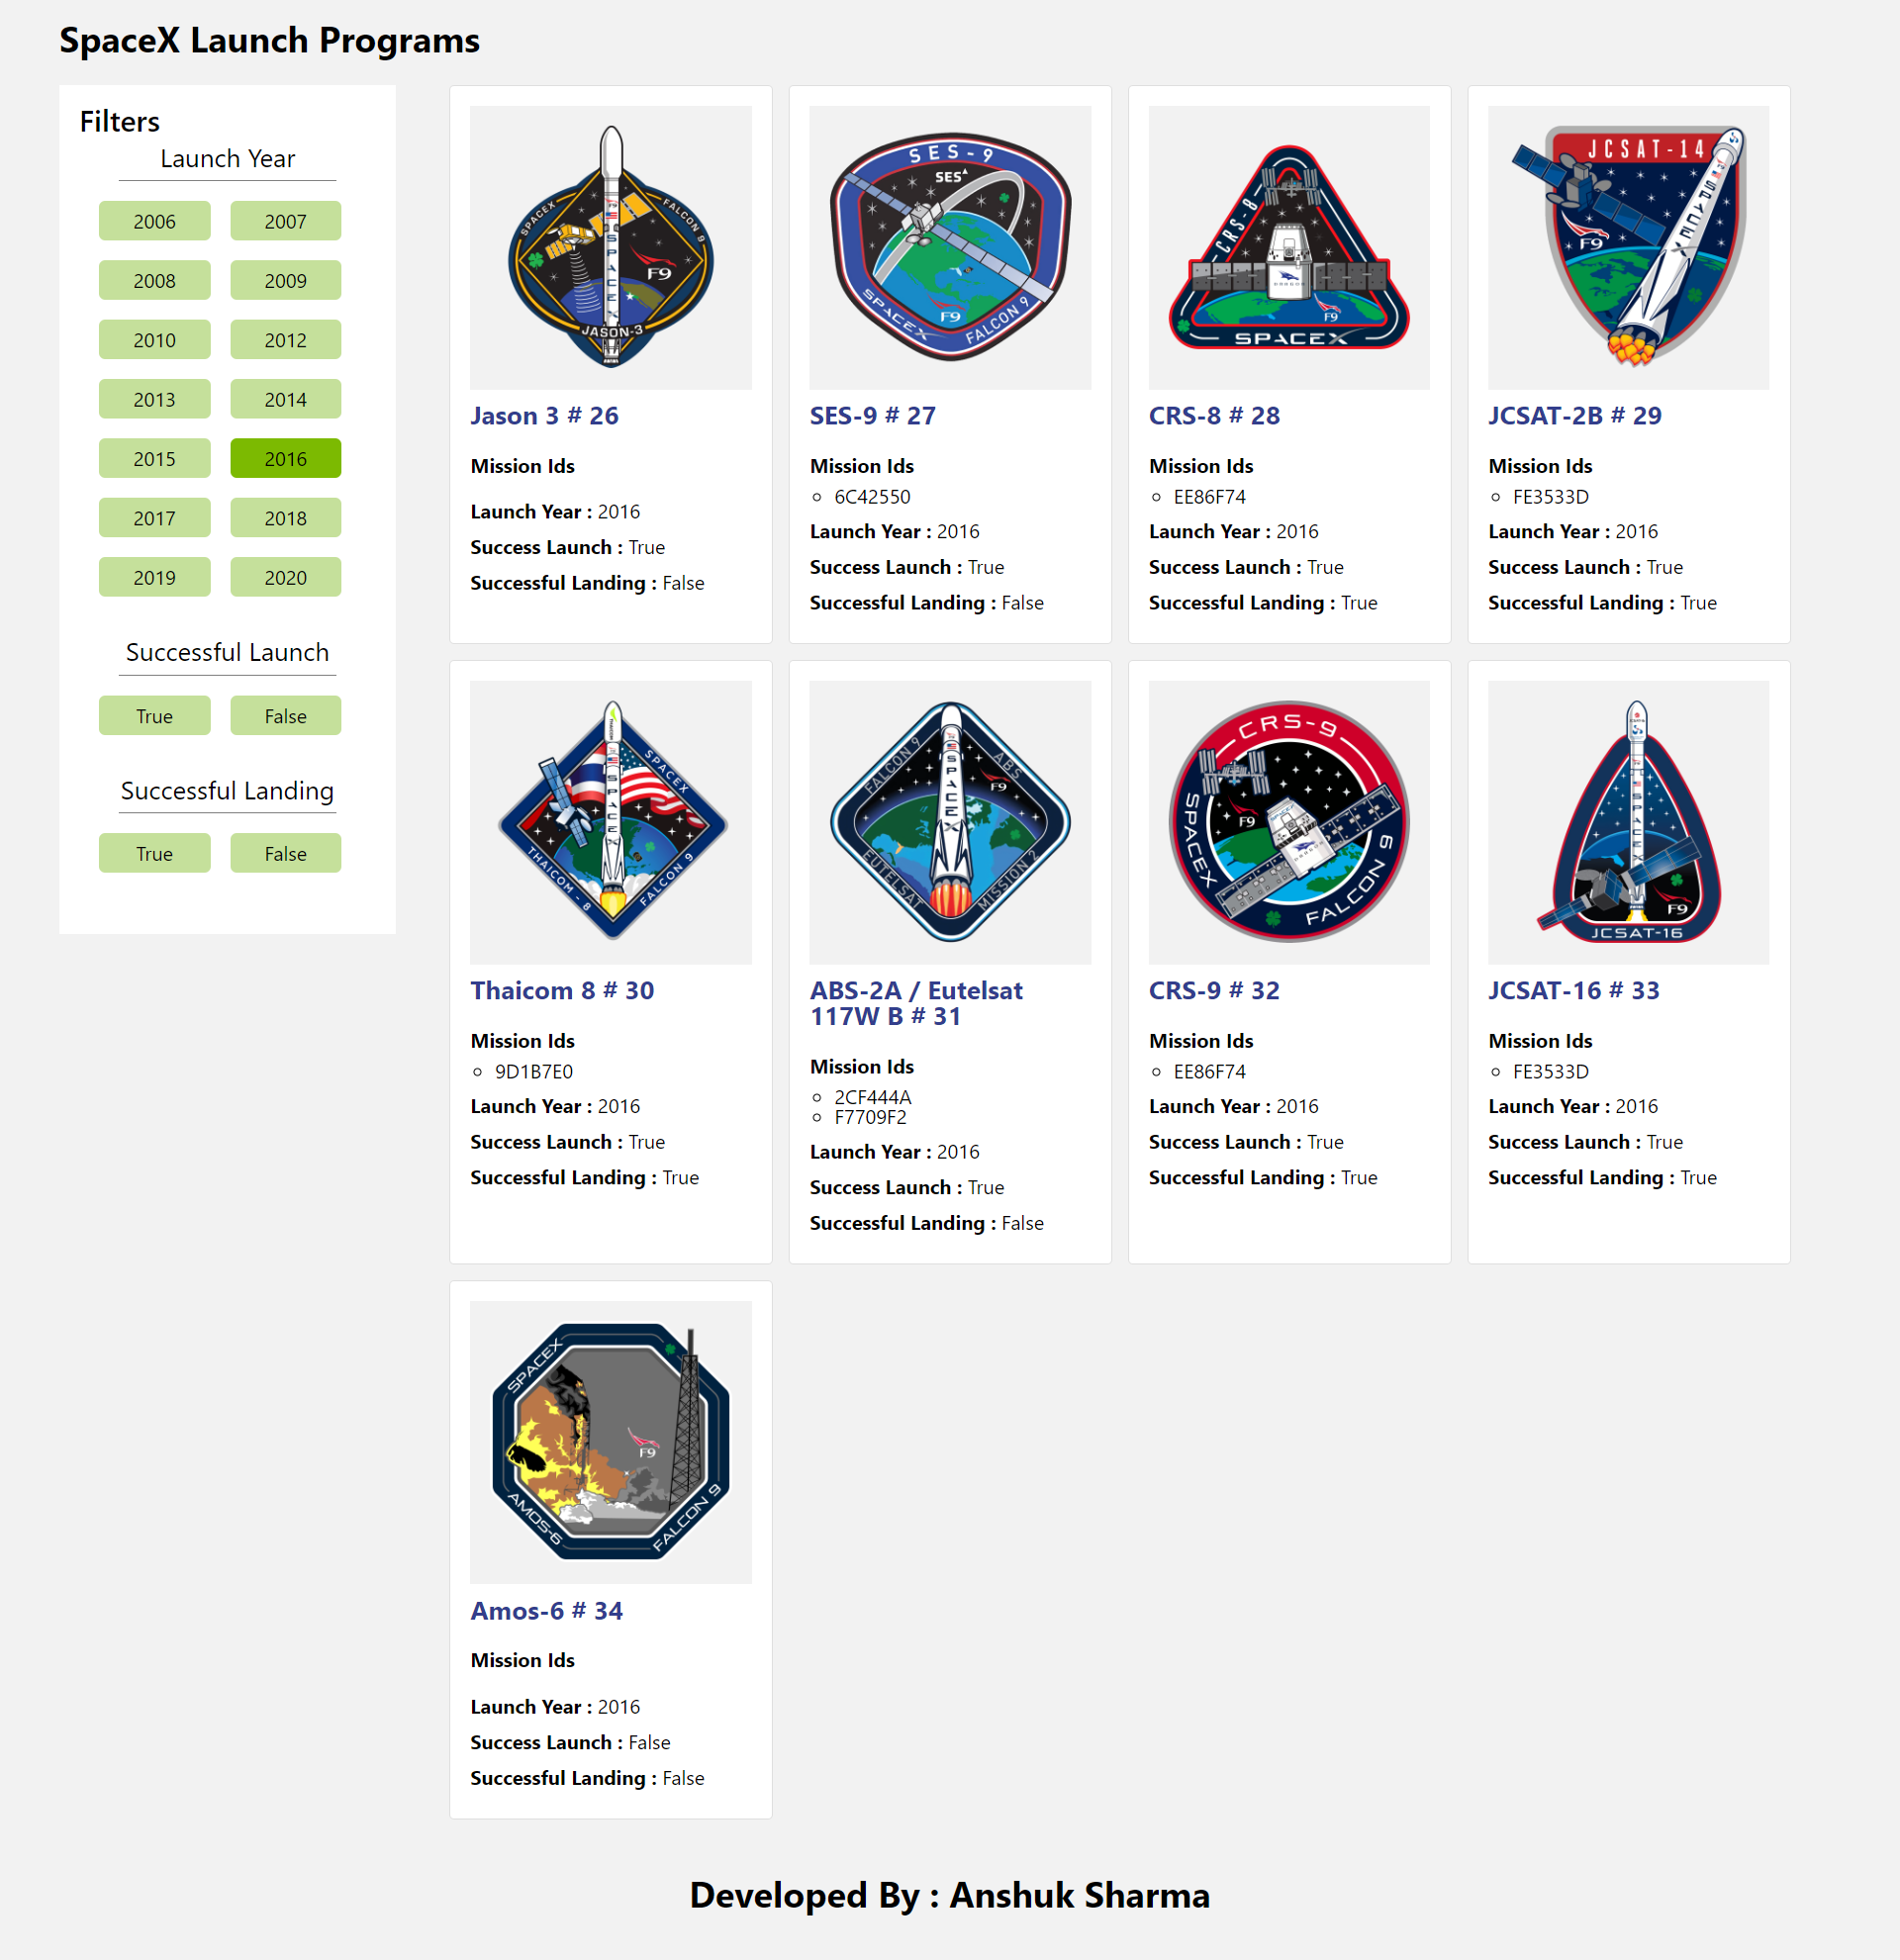 SpaceX Launch Programs
Filters
Launch Year
2006 2007
2008 2009
2010 2012
2013 2014
2015 2016
2017 2018
2019 2020
Successful Launch
True False
Successful Landing
True False
SPACEX
FALCON 9
SPACEX
F9
JASON-3
Jason 3 # 26
Mission Ids
Launch Year : 2016
Success Launch : True
Successful Landing : False
SES-9
SES
F9
SPACEX
FALCON 9
SES-9 # 27
Mission Ids
6C42550
Launch Year : 2016
Success Launch : True
Successful Landing : False
CRS-8
F9
SPACEX
CRS-8 # 28
Mission Ids
EE86F74
Launch Year : 2016
Success Launch : True
Successful Landing : True
JCSAT-14
SPACEX
F9
JCSAT-2B # 29
Mission Ids
FE3533D
Launch Year : 2016
Success Launch : True
Successful Landing : True
SPACEX
SPACEX
THAICOM - 8
FALCON 9
Thaicom 8 # 30
Mission Ids
9D1B7E0
Launch Year : 2016
Success Launch : True
Successful Landing : True
FALCON 9
ABS
F9
SPACEX
EUTELSAT
MISSION 2
ABS-2A / Eutelsat
117W B # 31
Mission Ids
2CF444A
F7709F2
Launch Year : 2016
Success Launch : True
Successful Landing : False
CRS-9
F9
SPACEX
FALCON 9
CRS-9 # 32
Mission Ids
EE86F74
Launch Year : 2016
Success Launch : True
Successful Landing : True
SPACEX
F9
JCSAT-16
JCSAT-16 # 33
Mission Ids
FE3533D
Launch Year : 2016
Success Launch : True
Successful Landing : True
SPACEX
F9
AMOS-6
FALCON 9
Amos-6 # 34
Mission Ids
Launch Year : 2016
Success Launch : False
Successful Landing : False
Developed By : Anshuk Sharma